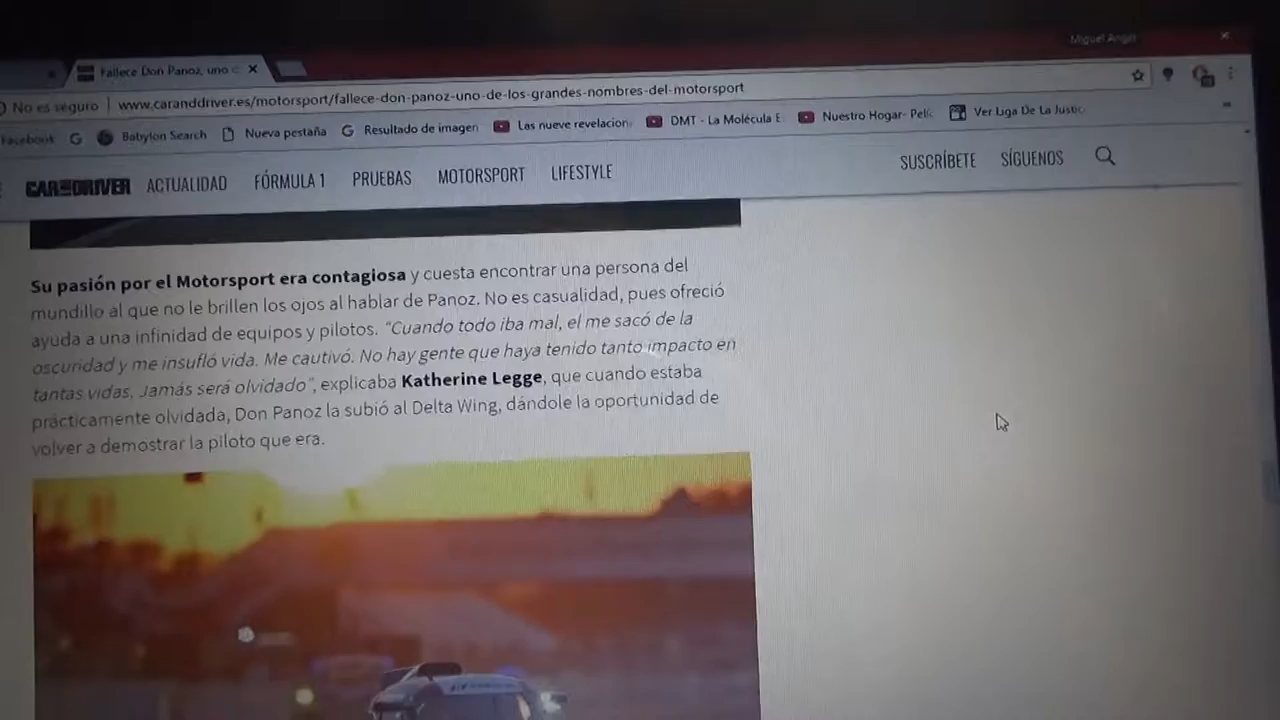 Miguel Angel
Fallece Don Panoz, uno
No es seguro | www.caranddriver.es/motorsport/fallece-don-panoz-uno-de-los-grandes-nombres-del-motorsport
Facebook G Babylon Search Nueva pestaña G Resultado de imagen Las nueve revelacion DMT - La Molécula E Nuestro Hogar- Pelíc Ver Liga De La Justic
CAR AND DRIVER ACTUALIDAD FÓRMULA 1 PRUEBAS MOTORSPORT LIFESTYLE SUSCRÍBETE SÍGUENOS
Su pasión por el Motorsport era contagiosa y cuesta encontrar una persona del
mundillo al que no le brillen los ojos al hablar de Panoz. No es casualidad, pues ofreció
ayuda a una infinidad de equipos y pilotos. "Cuando todo iba mal, el me sacó de la
oscuridad y me insufló vida. Me cautivó. No hay gente que haya tenido tanto impacto en
tantas vidas. Jamás será olvidado", explicaba Katherine Legge, que cuando estaba
prácticamente olvidada, Don Panoz la subió al Delta Wing, dándole la oportunidad de
volver a demostrar la piloto que era.